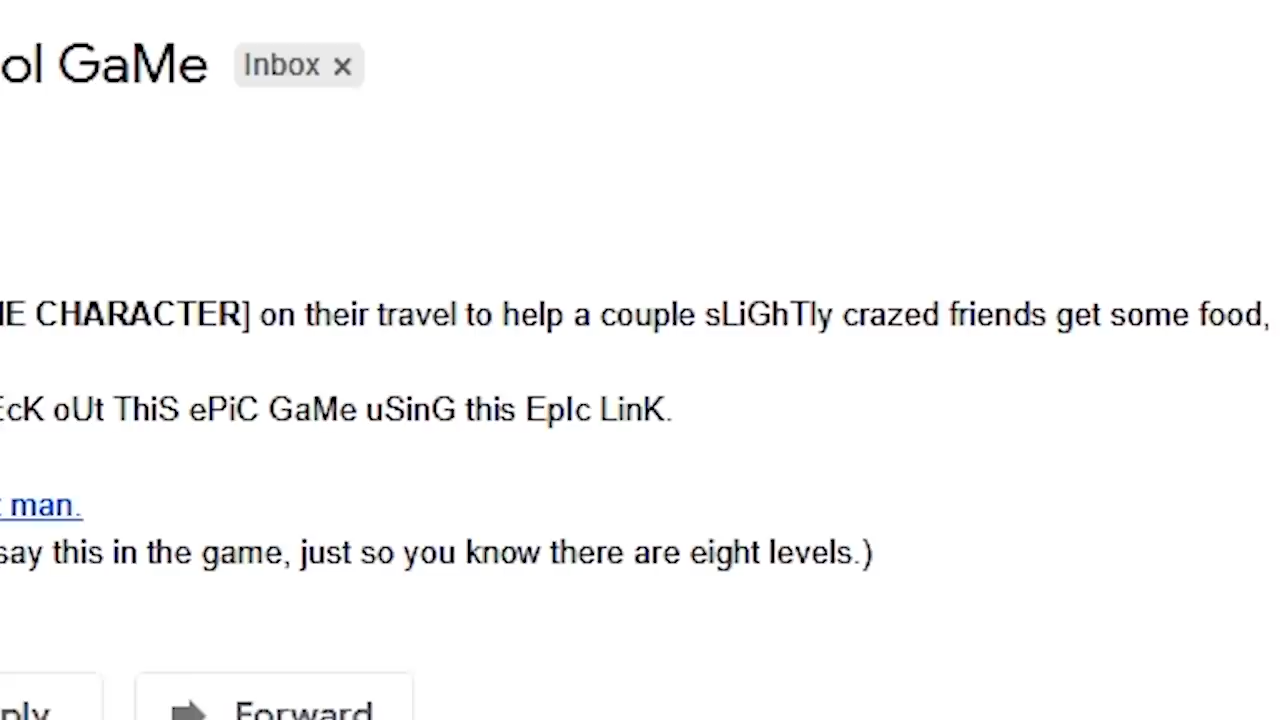 ol GaMe Inbox ×
E CHARACTER] on their travel to help a couple sLiGhTly crazed friends get some food,
EcK oUt ThiS ePiC GaMe uSinG this EpIc LinK.
man.
say this in the game, just so you know there are eight levels.)
ply Forward